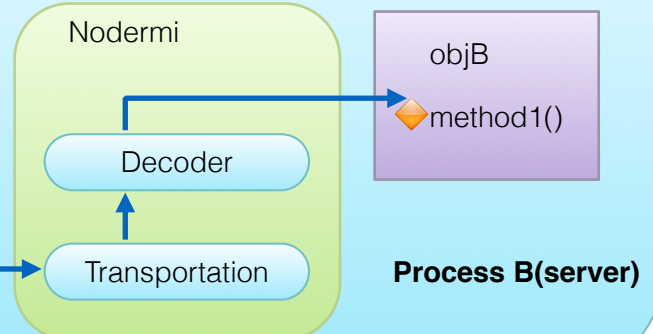 Nodermi
objB
method1()
Decoder
Transportation
Process B(server)